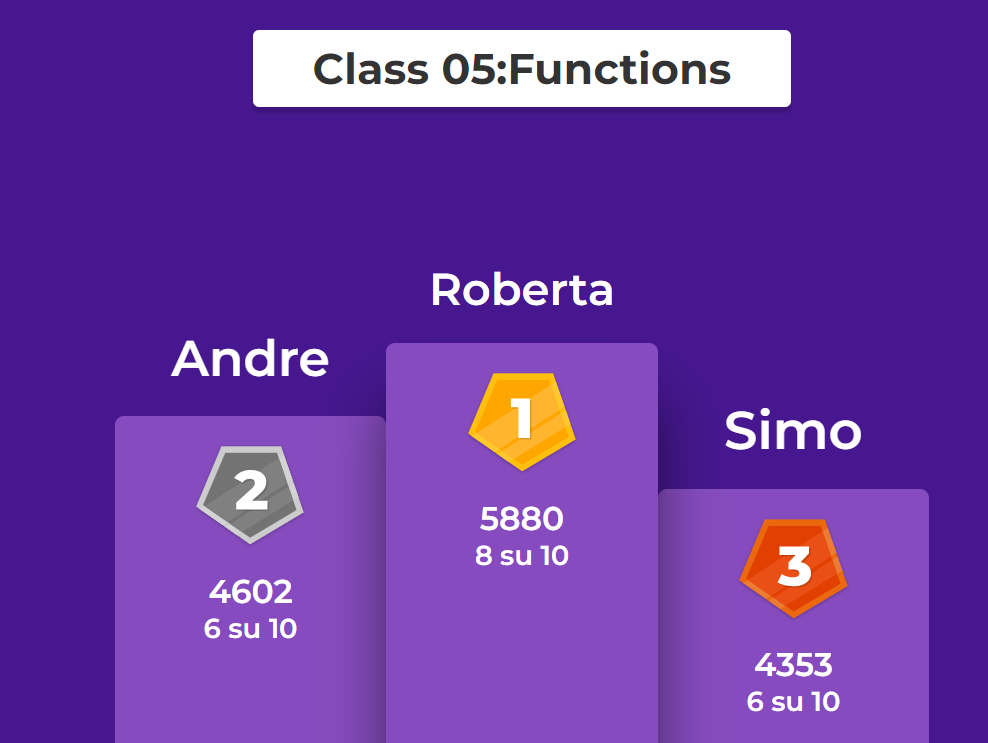 Class 05:Functions
Roberta
Andre
Simo
1
5880
8 su 10
2
4602
6 su 10
3
4353
6 su 10